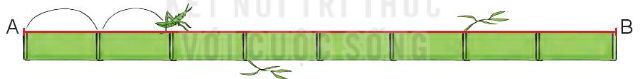 KẾT NỐI TRI THỨC
A B
VỚI CUỘC SỐNG